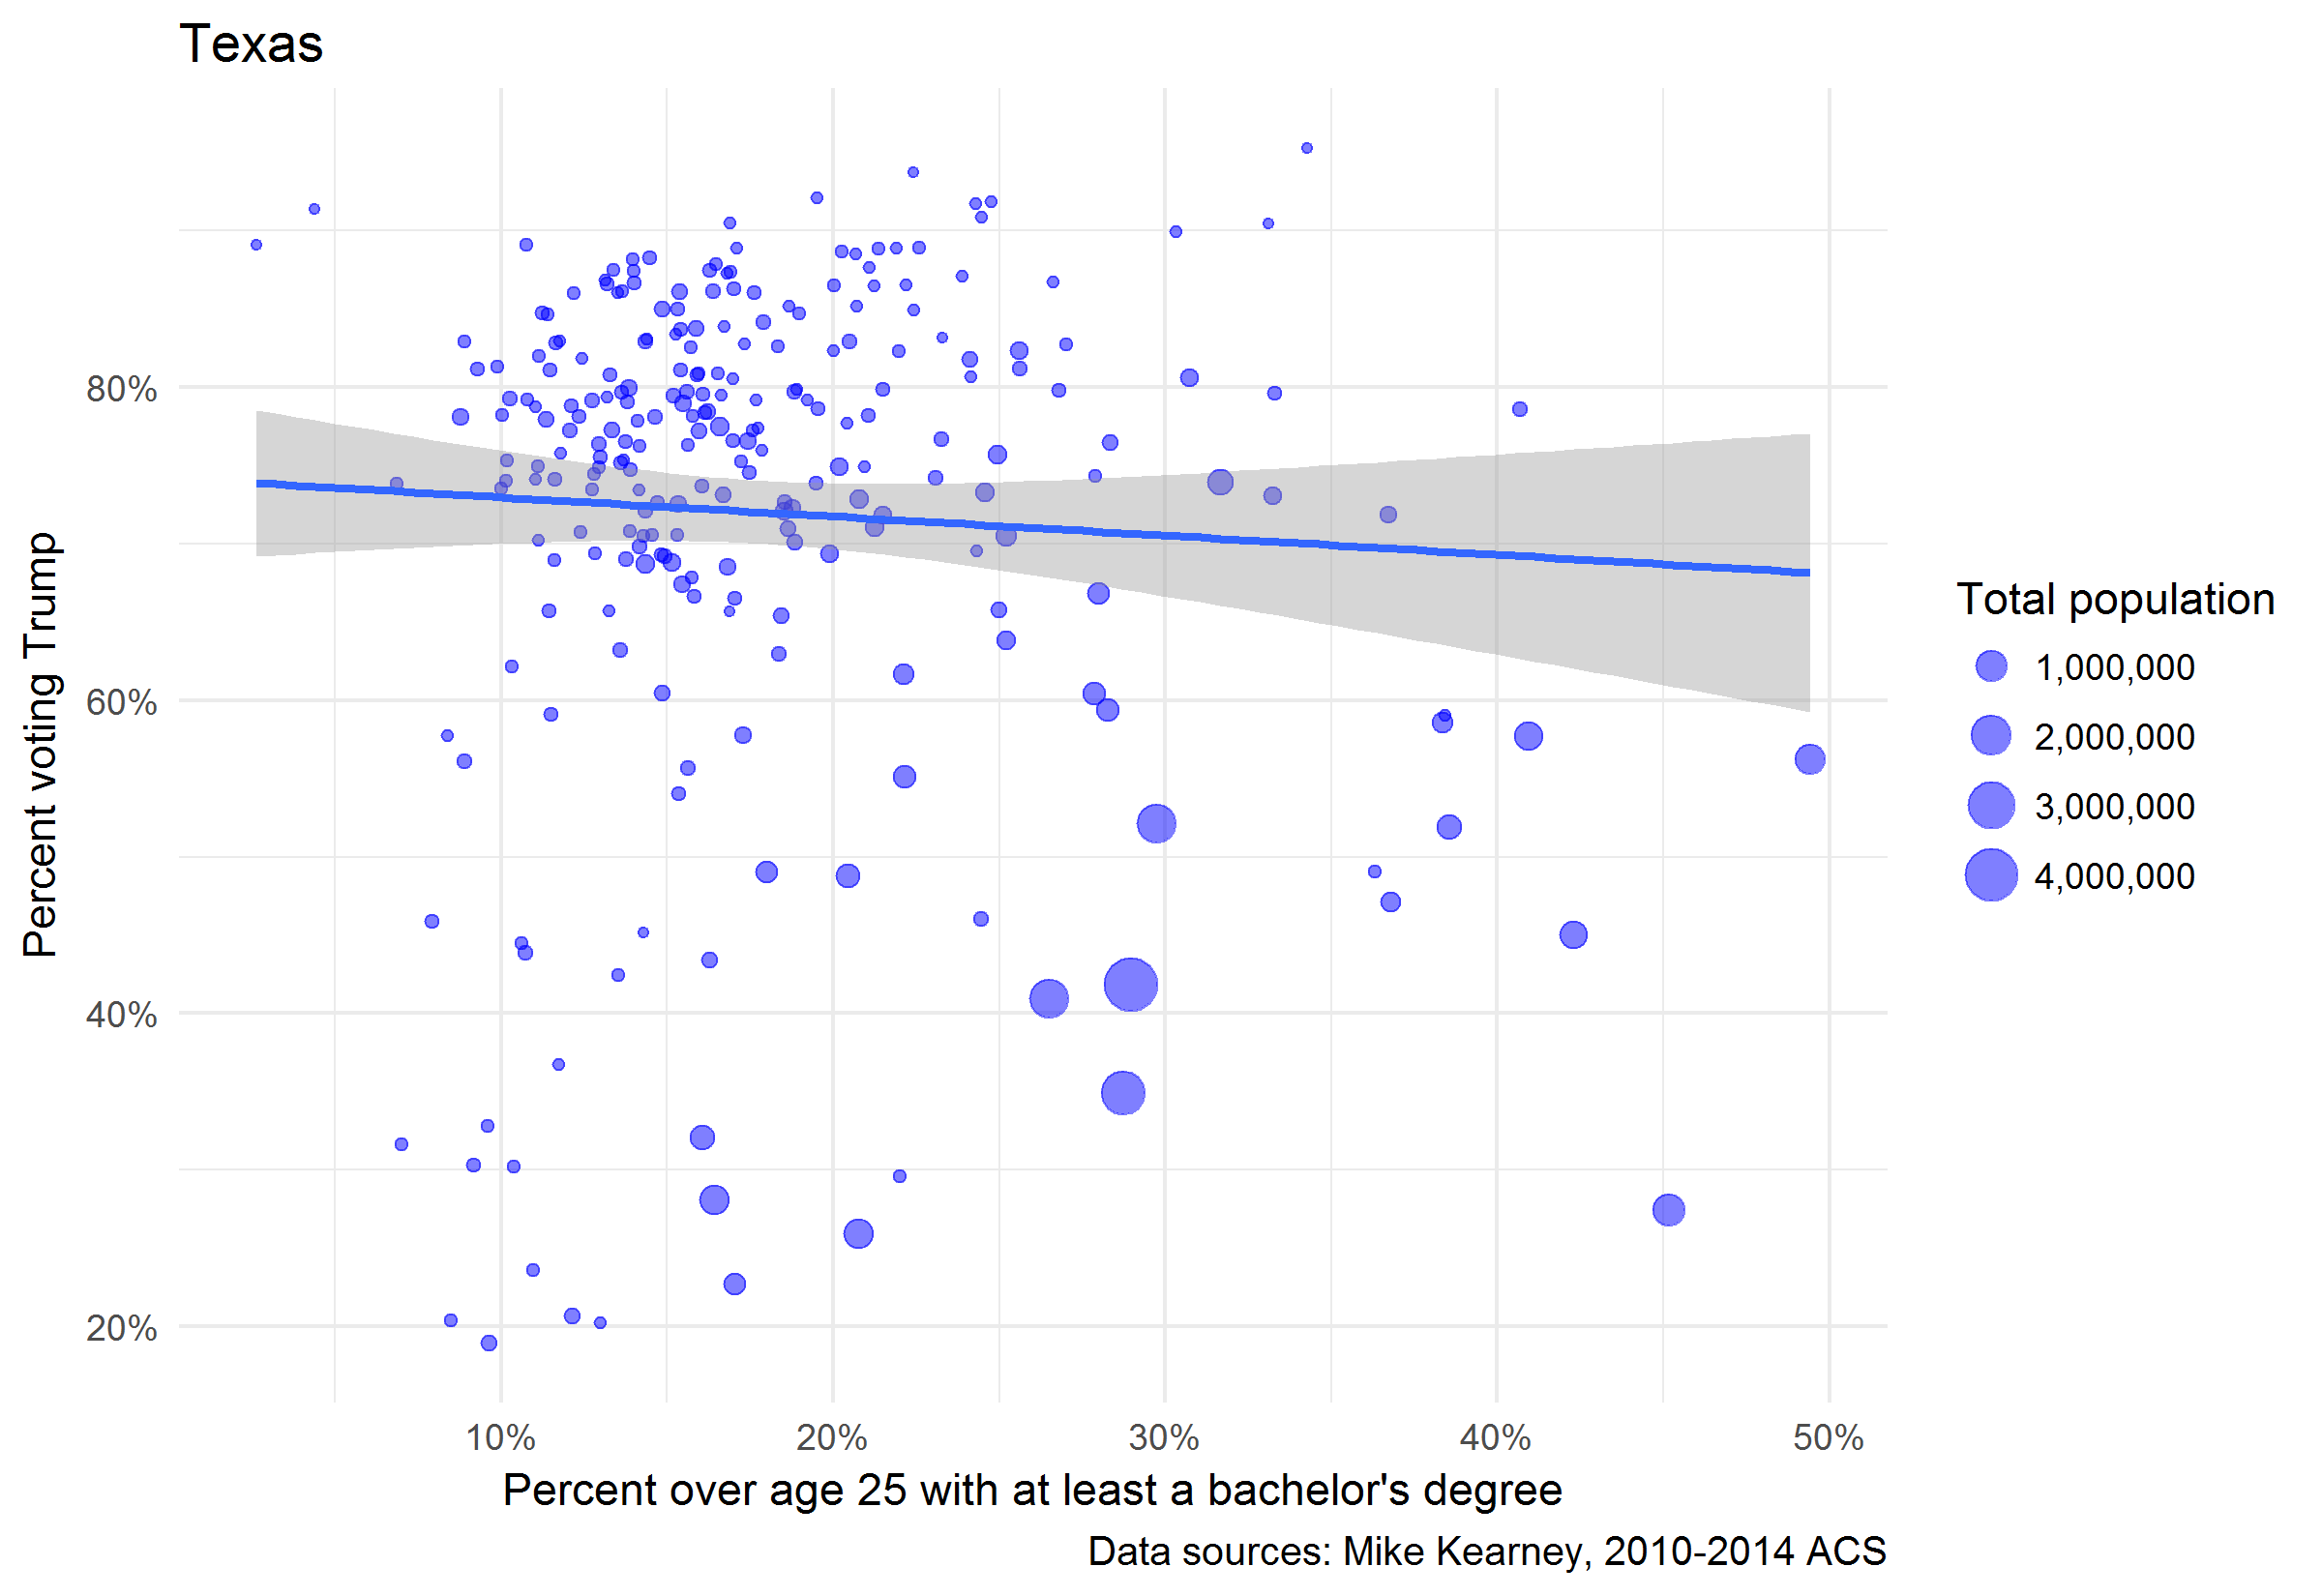 Texas
Percent voting Trump
80%
60%
40%
20%
10%
20%
30%
40%
50%
Percent over age 25 with at least a bachelor's degree
Total population
1,000,000
2,000,000
3,000,000
4,000,000
Data sources: Mike Kearney, 2010-2014 ACS